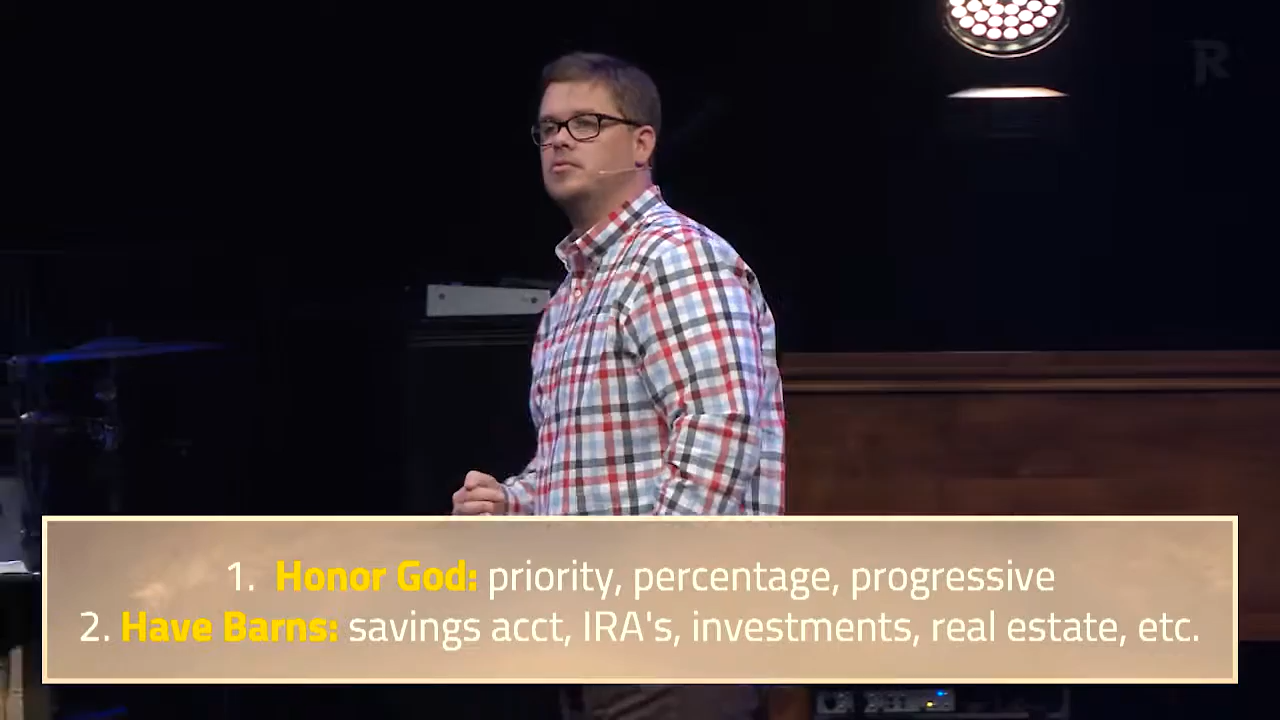 1. Honor God: priority, percentage, progressive
2. Have Barns: savings acct, IRA's, investments, real estate, etc.